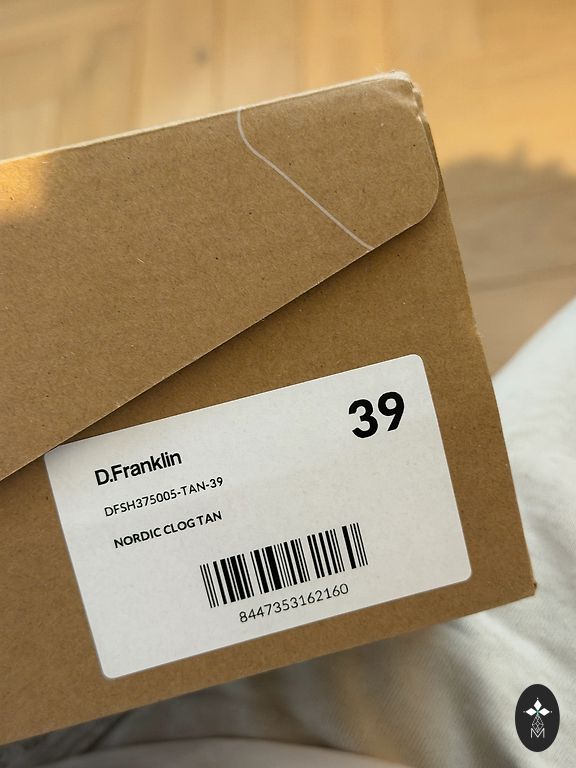 39
D.Franklin
DFSH375005-TAN-39
NORDIC CLOG TAN
8447353162160
M